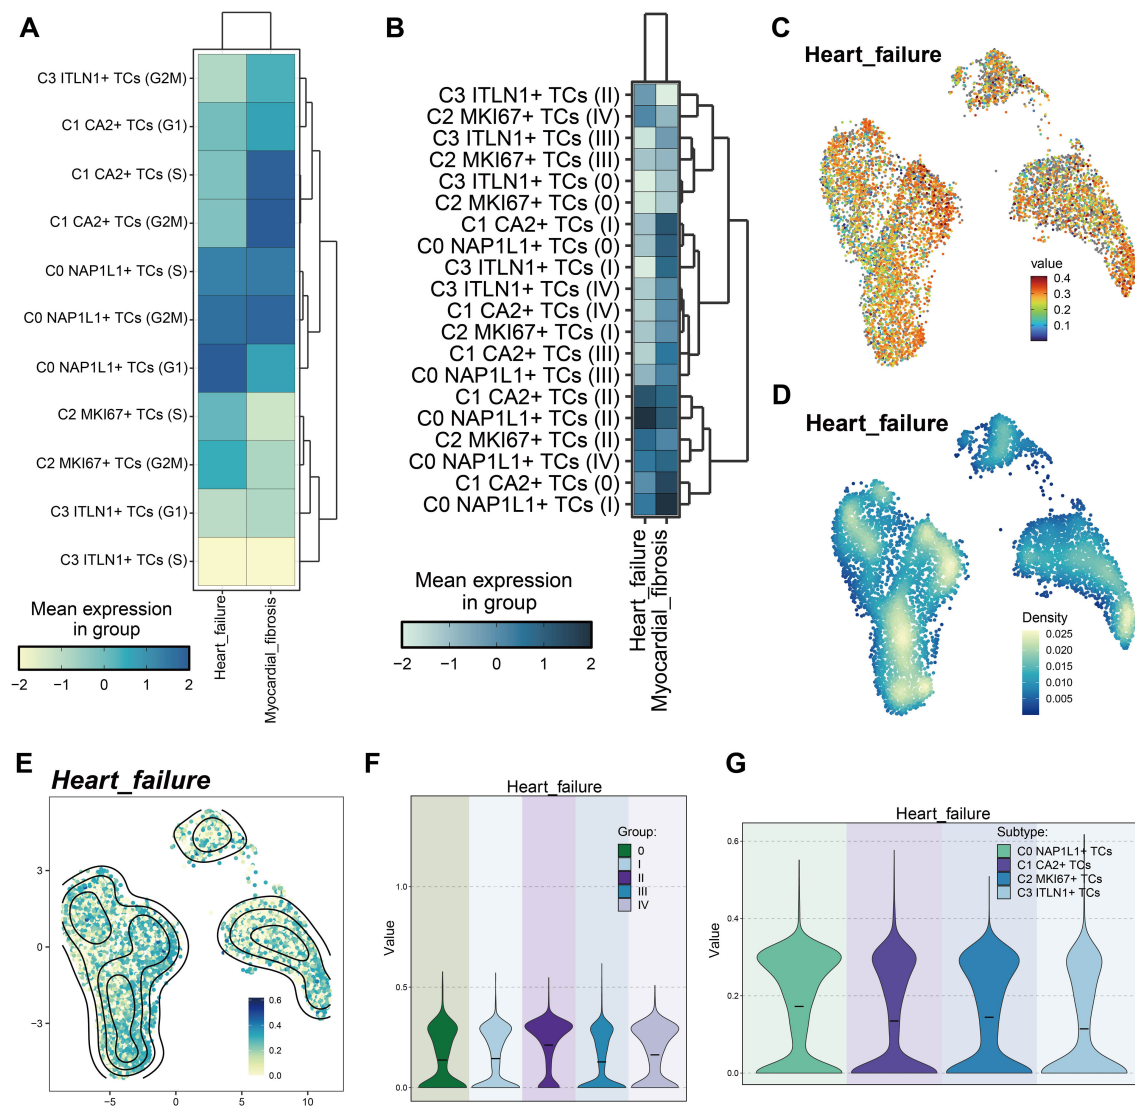 A
C3 ITLN1+ TCs (G2M)
C1 CA2+ TCs (G1)
C1 CA2+ TCs (S)
C1 CA2+ TCs (G2M)
C0 NAP1L1+ TCs (S)
C0 NAP1L1+ TCs (G2M)
C0 NAP1L1+ TCs (G1)
C2 MKI67+ TCs (S)
C2 MKI67+ TCs (G2M)
C3 ITLN1+ TCs (G1)
C3 ITLN1+ TCs (S)
Mean expression
in group
−2 −1 0 1 2
Heart_failure
Myocardial_fibrosis
B
C3 ITLN1+ TCs (II)
C2 MKI67+ TCs (IV)
C3 ITLN1+ TCs (III)
C2 MKI67+ TCs (III)
C3 ITLN1+ TCs (0)
C2 MKI67+ TCs (0)
C1 CA2+ TCs (I)
C0 NAP1L1+ TCs (0)
C3 ITLN1+ TCs (I)
C3 ITLN1+ TCs (IV)
C1 CA2+ TCs (IV)
C2 MKI67+ TCs (I)
C1 CA2+ TCs (III)
C0 NAP1L1+ TCs (III)
C1 CA2+ TCs (II)
C0 NAP1L1+ TCs (II)
C2 MKI67+ TCs (II)
C0 NAP1L1+ TCs (IV)
C1 CA2+ TCs (0)
C0 NAP1L1+ TCs (I)
Mean expression
in group
−2 −1 0 1 2
Heart_failure
Myocardial_fibrosis
C
Heart_failure
value
0.4
0.3
0.2
0.1
D
Heart_failure
Density
0.025
0.020
0.015
0.010
0.005
E
Heart_failure
3
0
−3
−5 0 5 10
0.6
0.4
0.2
0.0
F
Heart_failure
Value
1.0
0.5
0.0
Group:
0
I
II
III
IV
G
Heart_failure
Value
0.6
0.4
0.2
0.0
Subtype:
C0 NAP1L1+ TCs
C1 CA2+ TCs
C2 MKI67+ TCs
C3 ITLN1+ TCs